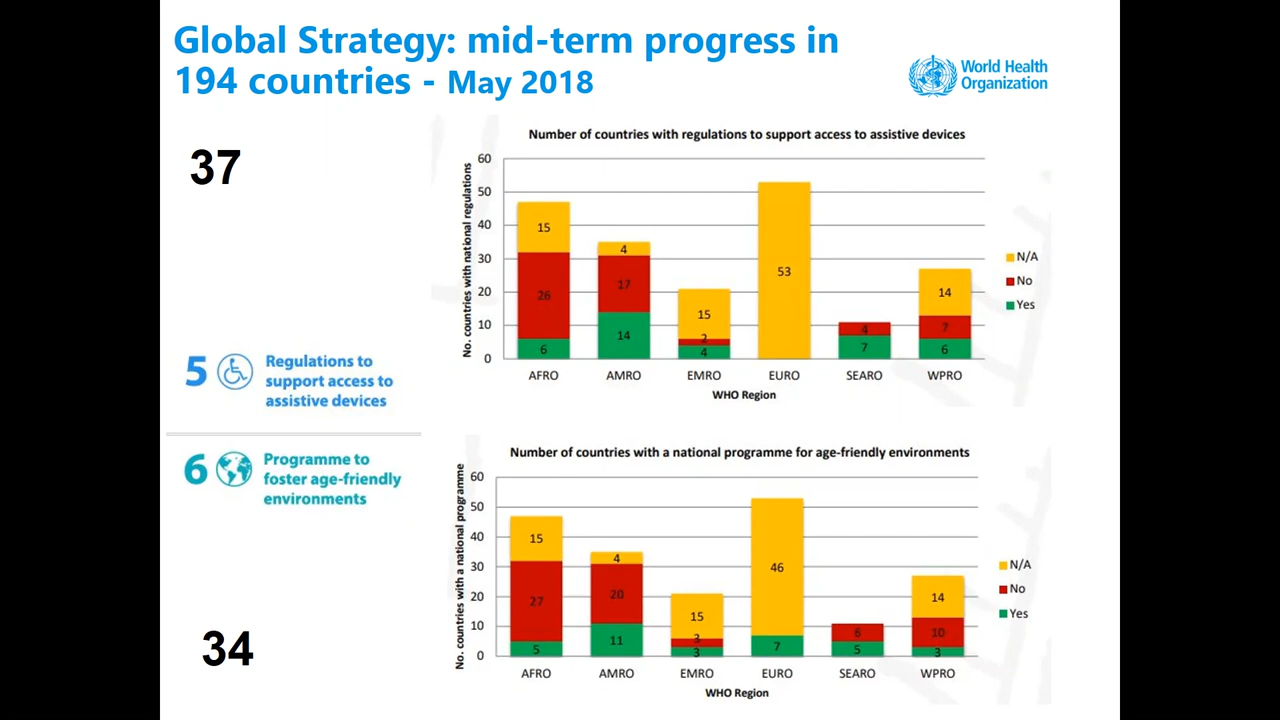 Global Strategy: mid-term progress in
194 countries - May 2018
World Health
Organization
37
5
Regulations to
support access to
assistive devices
6
Programme to
foster age-friendly
environments
34
Number of countries with regulations to support access to assistive devices
No. countries with national regulations
60
50
40
30
20
10
0
15
26
6
4
17
14
15
2
4
53
4
7
14
7
6
AFRO AMRO EMRO EURO SEARO WPRO
WHO Region
N/A
No
Yes
Number of countries with a national programme for age-friendly environments
No. countries with a national programme
60
50
40
30
20
10
0
15
27
5
4
20
11
15
3
3
46
7
6
5
14
10
3
AFRO AMRO EMRO EURO SEARO WPRO
WHO Region
N/A
No
Yes